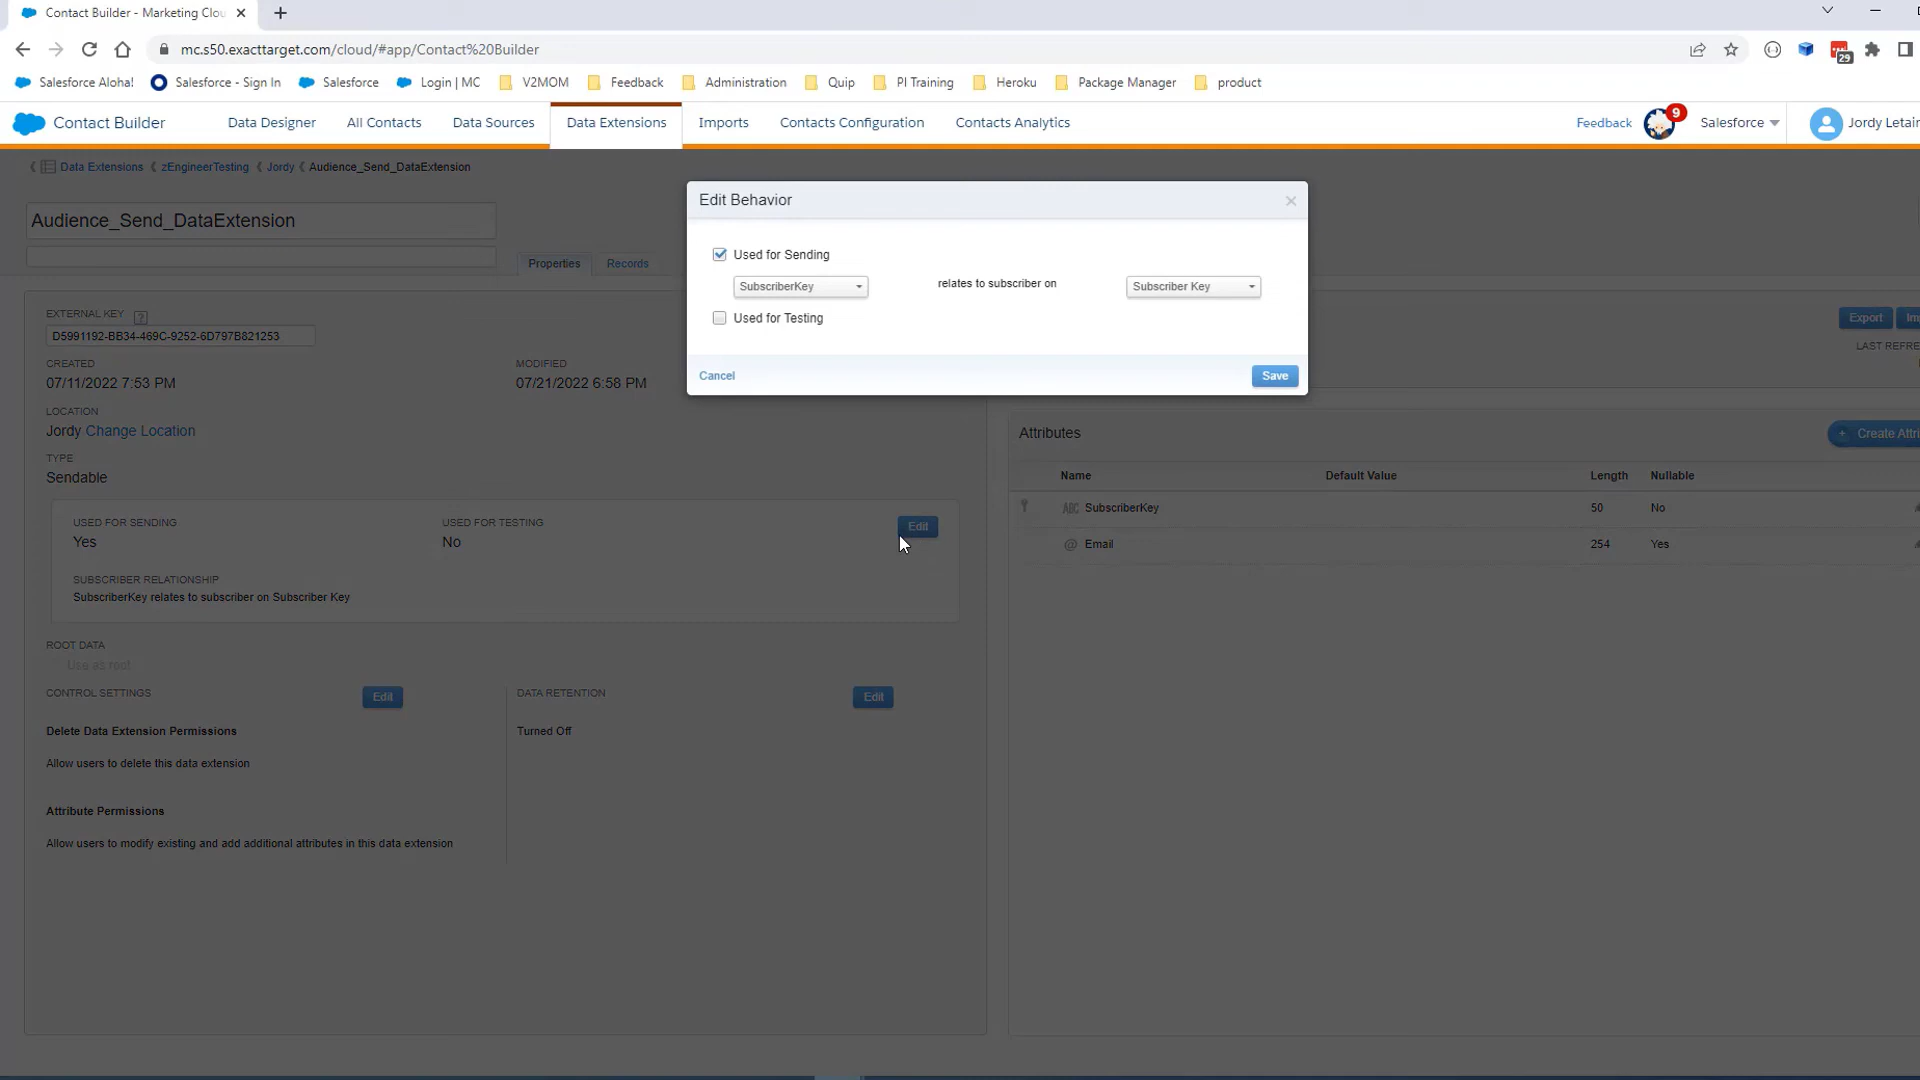 Contact Builder - Marketing Clou
mc.s50.exacttarget.com/cloud/#app/Contact%20Builder
29
Salesforce Aloha!
Salesforce - Sign In
Salesforce
Login | MC
V2MOM
Feedback
Administration
Quip
PI Training
Heroku
Package Manager
product
Contact Builder
Data Designer
All Contacts
Data Sources
Data Extensions
Imports
Contacts Configuration
Contacts Analytics
Feedback
9
Salesforce
Jordy Letain
Data Extensions
zEngineerTesting
Jordy
Audience_Send_DataExtension
Audience_Send_DataExtension
Properties
Records
Edit Behavior
Used for Sending
SubscriberKey
relates to subscriber on
Subscriber Key
Used for Testing
Cancel
Save
EXTERNAL KEY ?
D5991192-BB34-469C-9252-6D797B821253
CREATED
07/11/2022 7:53 PM
MODIFIED
07/21/2022 6:58 PM
LOCATION
Jordy Change Location
TYPE
Sendable
USED FOR SENDING
Yes
USED FOR TESTING
No
Edit
SUBSCRIBER RELATIONSHIP
SubscriberKey relates to subscriber on Subscriber Key
ROOT DATA
Use as root
CONTROL SETTINGS
Edit
Delete Data Extension Permissions
Allow users to delete this data extension
Attribute Permissions
Allow users to modify existing and add additional attributes in this data extension
DATA RETENTION
Edit
Turned Off
Export
Im
LAST REFRE
Attributes
+ Create Attri
Name
Default Value
Length
Nullable
ABC SubscriberKey
50
No
@ Email
254
Yes